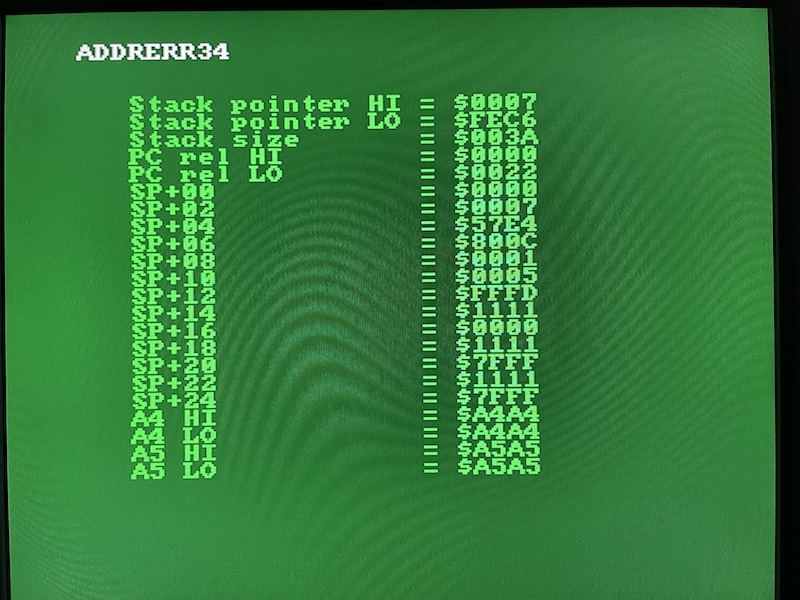 ADDRERR34
Stack pointer HI = $0007
Stack pointer LO = $FEC6
Stack size = $003A
PC rel HI = $0000
PC rel LO = $0022
SP+00 = $0000
SP+02 = $0007
SP+04 = $57E4
SP+06 = $800C
SP+08 = $0001
SP+10 = $0005
SP+12 = $FFFD
SP+14 = $1111
SP+16 = $0000
SP+18 = $1111
SP+20 = $7FFF
SP+22 = $1111
SP+24 = $7FFF
A4 HI = $A4A4
A4 LO = $A4A4
A5 HI = $A5A5
A5 LO = $A5A5